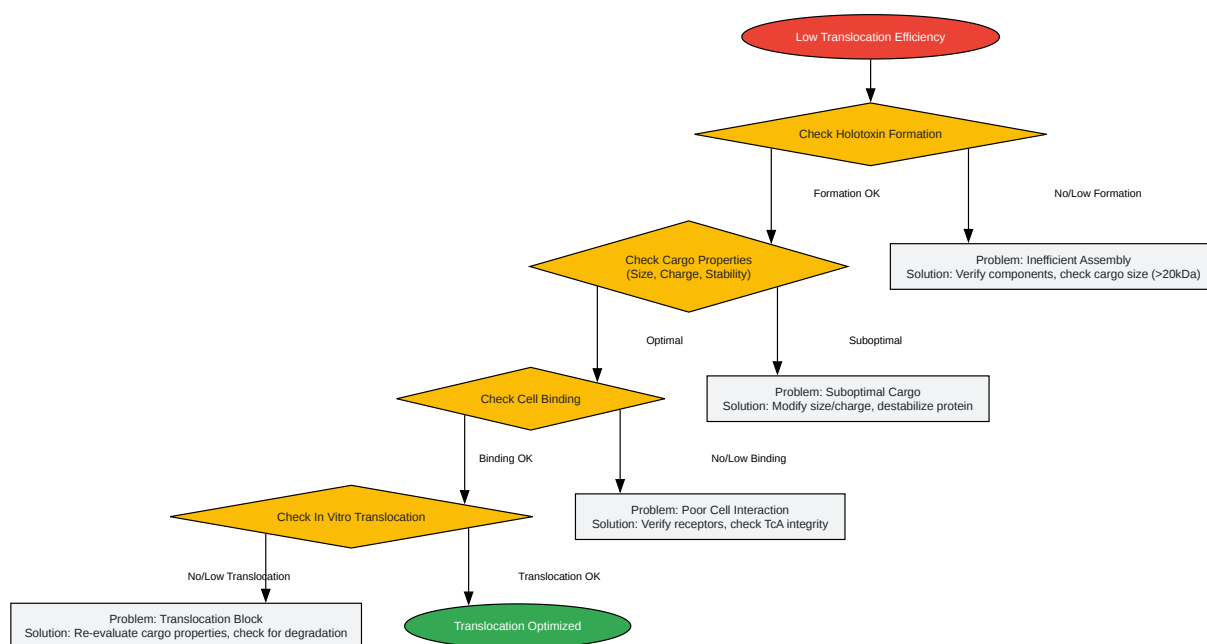 Low Translocation Efficiency
Check Holotoxin Formation
Formation OK
No/Low Formation
Check Cargo Properties
(Size, Charge, Stability)
Problem: Inefficient Assembly
Solution: Verify components, check cargo size (>20kDa)
Optimal
Suboptimal
Check Cell Binding
Problem: Suboptimal Cargo
Solution: Modify size/charge, destabilize protein
Binding OK
No/Low Binding
Check In Vitro Translocation
Problem: Poor Cell Interaction
Solution: Verify receptors, check TcA integrity
No/Low Translocation
Translocation OK
Problem: Translocation Block
Solution: Re-evaluate cargo properties, check for degradation
Translocation Optimized